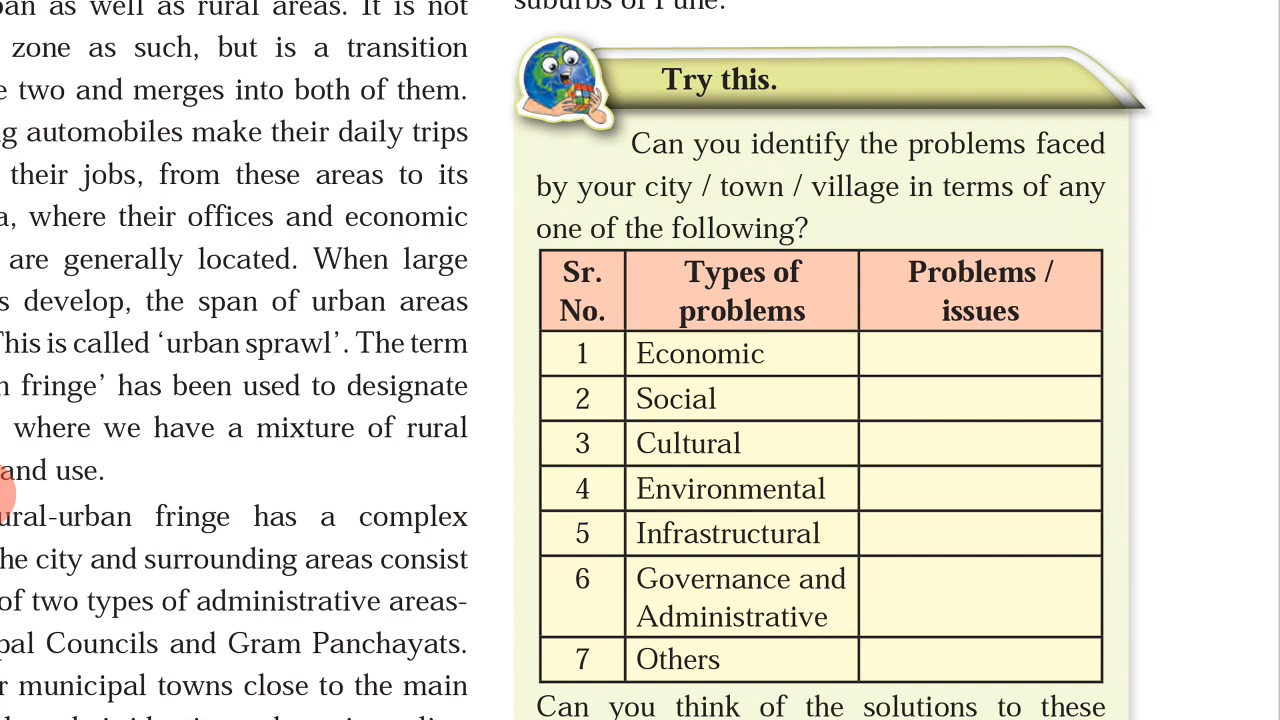 as well as rural areas. It is not
zone as such, but is a transition
two and merges into both of them.
automobiles make their daily trips
their jobs, from these areas to its
where their offices and economic
are generally located. When large
develop, the span of urban areas
This is called ‘urban sprawl’. The term
fringe’ has been used to designate
where we have a mixture of rural
and use.
fringe has a complex
the city and surrounding areas consist
of two types of administrative areas-
Councils and Gram Panchayats.
municipal towns close to the main
suburbs of Pune.
Try this.
Can you identify the problems faced
by your city / town / village in terms of any
one of the following?
Sr. No. Types of problems Problems / issues
1 Economic
2 Social
3 Cultural
4 Environmental
5 Infrastructural
6 Governance and
Administrative
7 Others
Can you think of the solutions to these